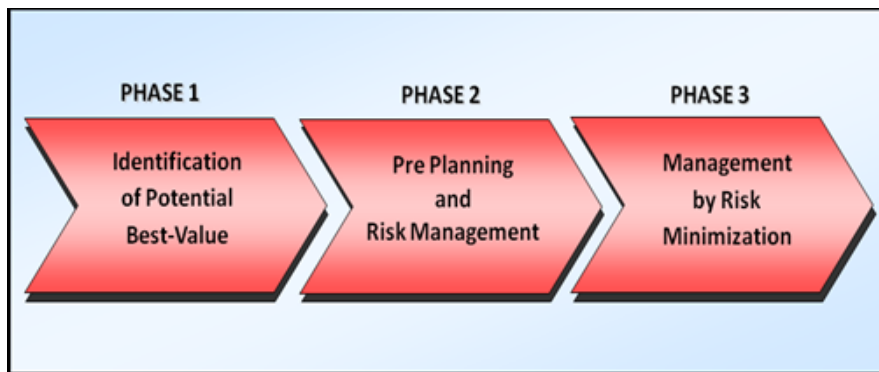 PHASE 1
Identification
of Potential
Best-Value
PHASE 2
Pre Planning
and
Risk Management
PHASE 3
Management
by Risk
Minimization